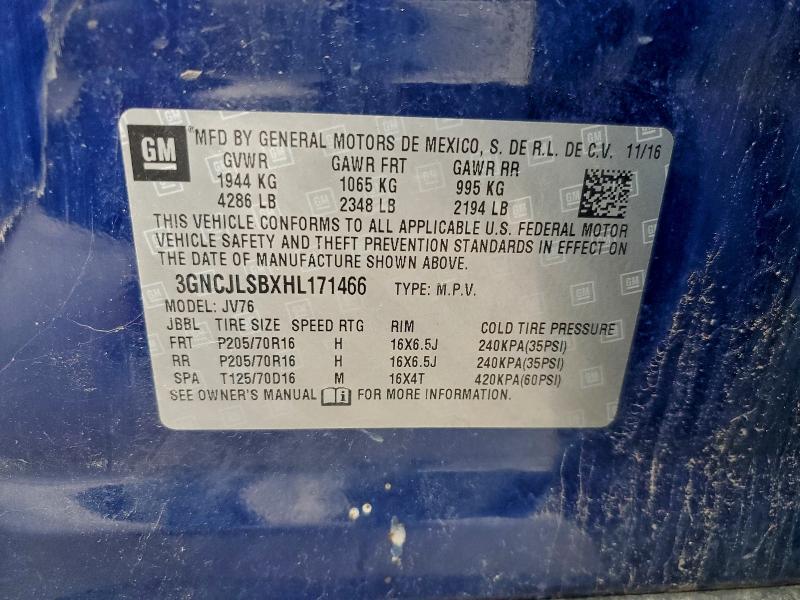 GM ® MFD BY GENERAL MOTORS DE MEXICO, S. DE R.L. DE C.V. 11/16
GVWR GAWR FRT GAWR RR
1944 KG 1065 KG 995 KG
4286 LB 2348 LB 2194 LB
THIS VEHICLE CONFORMS TO ALL APPLICABLE U.S. FEDERAL MOTOR
VEHICLE SAFETY AND THEFT PREVENTION STANDARDS IN EFFECT ON
THE DATE OF MANUFACTURE SHOWN ABOVE.
3GNCJLSBXHL171466 TYPE: M.P.V.
MODEL: JV76
JBBL TIRE SIZE SPEED RTG RIM COLD TIRE PRESSURE
FRT P205/70R16 H 16X6.5J 240KPA(35PSI)
RR P205/70R16 H 16X6.5J 240KPA(35PSI)
SPA T125/70D16 M 16X4T 420KPA(60PSI)
SEE OWNER'S MANUAL i FOR MORE INFORMATION.